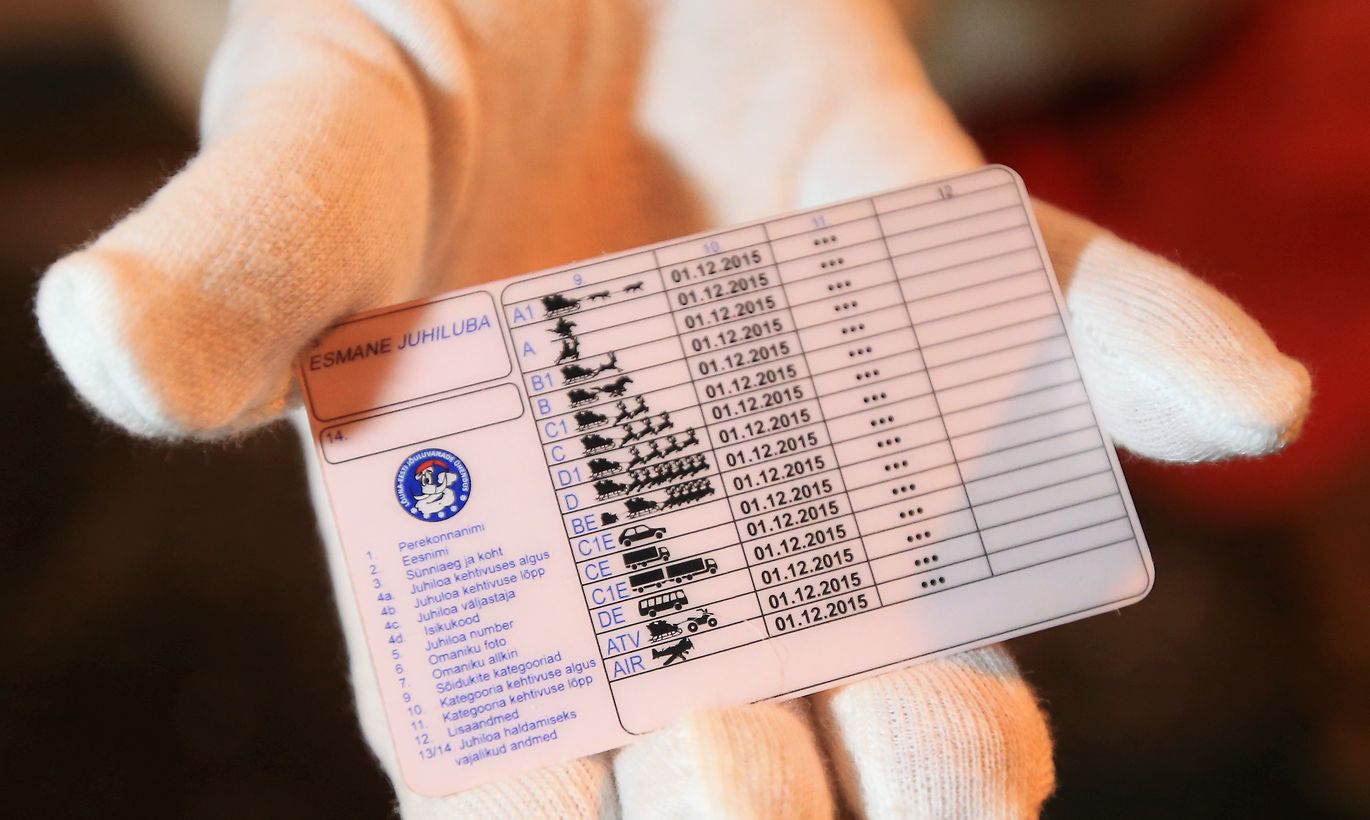 3.
ESMANE JUHILUBA
14.
LÕUNA-EESTI JÕULUVANADE ÜHENDUS
1. Perekonnanimi
2 Eesnimi
3. Sünniaeg ja koht
4a. Juhiloa kehtivuses algus
4b Juhuloa kehtivuse lõpp
4c. Juhiloa väljastaja
4d. Isikukood
5. Juhiloa number
6. Omaniku foto
7. Omaniku allkiri
9 Sõidukite kategooriad
10. Kategooria kehtivuse algus
11. Kategooria kehtivuse lõpp
12. Lisaandmed
13/14 Juhiloa haldamiseks
vajalikud andmed
9 10 11 12
A1 01.12.2015 •••
A 01.12.2015 •••
B1 01.12.2015 •••
B 01.12.2015 •••
C1 01.12.2015 •••
C 01.12.2015 •••
D1 01.12.2015 •••
D 01.12.2015 •••
BE 01.12.2015 •••
C1E 01.12.2015 •••
CE 01.12.2015 •••
C1E 01.12.2015 •••
DE 01.12.2015 •••
ATV 01.12.2015 •••
AIR 01.12.2015 •••